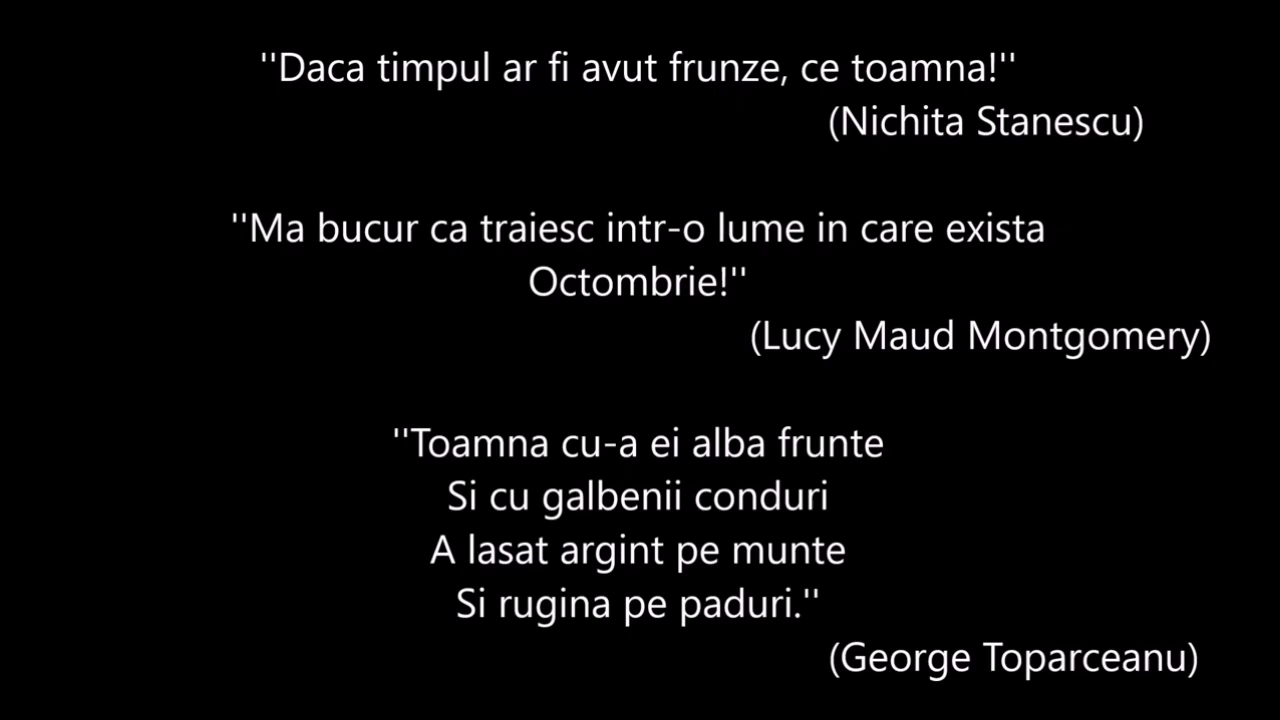 ''Daca timpul ar fi avut frunze, ce toamna!''
(Nichita Stanescu)
''Ma bucur ca traiesc intr-o lume in care exista
Octombrie!''
(Lucy Maud Montgomery)
''Toamna cu-a ei alba frunte
Si cu galbenii conduri
A lasat argint pe munte
Si rugina pe paduri.''
(George Toparceanu)